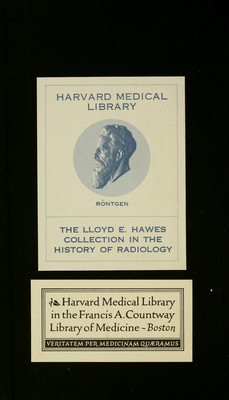 HARVARD MEDICAL
LIBRARY
RÖNTGEN
THE LLOYD E. HAWES
COLLECTION IN THE
HISTORY OF RADIOLOGY
Harvard Medical Library
in the Francis A. Countway
Library of Medicine ~ Boston
VERITATEM PER MEDICINAM QUÆRAMUS